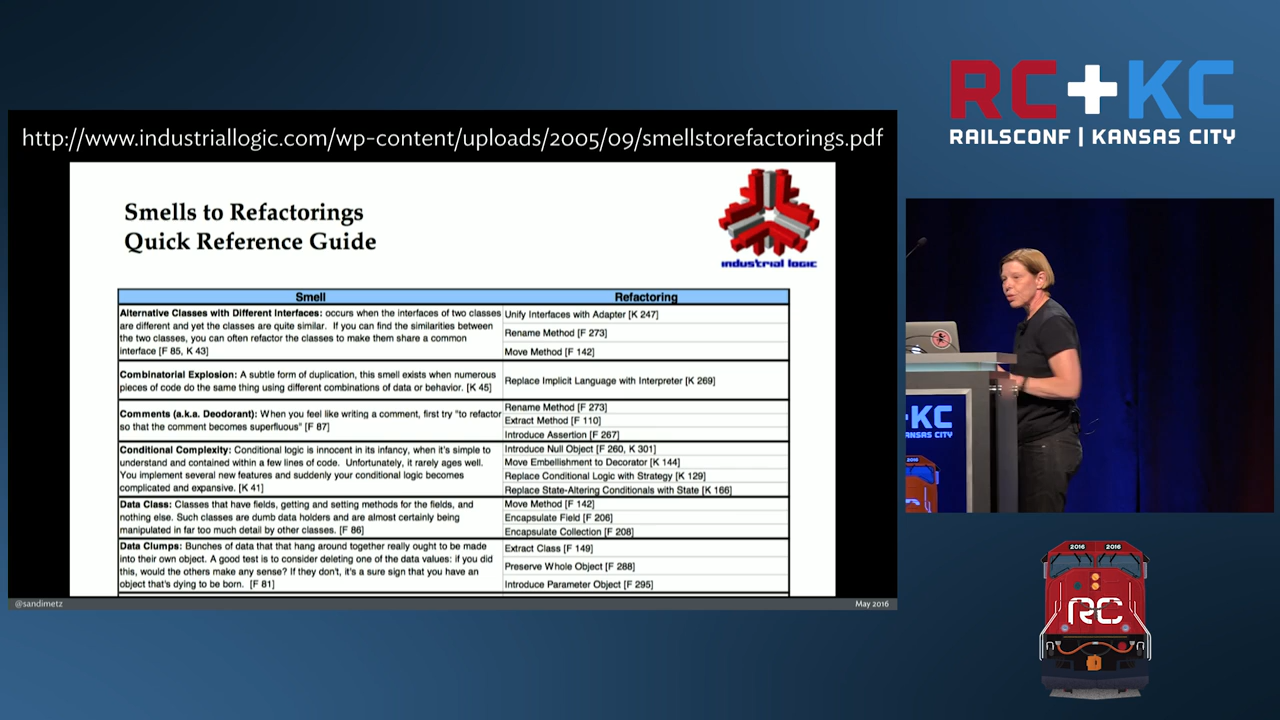 http://www.industriallogic.com/wp-content/uploads/2005/09/smellstorefactorings.pdf
Smells to Refactorings
Quick Reference Guide
industrial logic
Smell
Refactoring
Alternative Classes with Different Interfaces: occurs when the interfaces of two classes
are different and yet the classes are quite similar. If you can find the similarities between
the two classes, you can often refactor the classes to make them share a common
interface [F 85, K 43]
Unify Interfaces with Adapter [K 247]
Rename Method [F 273]
Move Method [F 142]
Combinatorial Explosion: A subtle form of duplication, this smell exists when numerous
pieces of code do the same thing using different combinations of data or behavior. [K 45]
Replace Implicit Language with Interpreter [K 269]
Comments (a.k.a. Deodorant): When you feel like writing a comment, first try "to refactor
so that the comment becomes superfluous" [F 87]
Rename Method [F 273]
Extract Method [F 110]
Introduce Assertion [F 267]
Conditional Complexity: Conditional logic is innocent in its infancy, when it's simple to
understand and contained within a few lines of code. Unfortunately, it rarely ages well.
You implement several new features and suddenly your conditional logic becomes
complicated and expansive. [K 41]
Introduce Null Object [F 260, K 301]
Move Embellishment to Decorator [K 144]
Replace Conditional Logic with Strategy [K 129]
Replace State-Altering Conditionals with State [K 166]
Data Class: Classes that have fields, getting and setting methods for the fields, and
nothing else. Such classes are dumb data holders and are almost certainly being
manipulated in far too much detail by other classes. [F 86]
Move Method [F 142]
Encapsulate Field [F 206]
Encapsulate Collection [F 208]
Data Clumps: Bunches of data that that hang around together really ought to be made
into their own object. A good test is to consider deleting one of the data values: if you did
this, would the others make any sense? If they don't, it's a sure sign that you have an
object that's dying to be born. [F 81]
Extract Class [F 149]
Preserve Whole Object [F 288]
Introduce Parameter Object [F 295]
@sandimetz
May 2016
RC+KC
RAILSCONF | KANSAS CITY
KC
ANSAS CITY
2016
2016 2016
RC